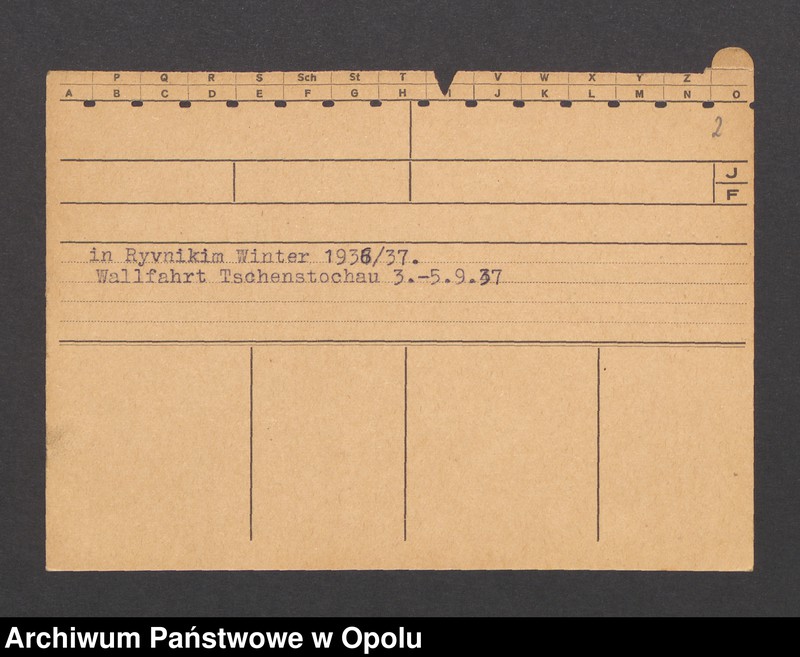 P Q R S Sch St T V W X Y Z
A B C D E F G H I J K L M N O
2
J
F
in Ryvnikim Winter 1936/37.
Wallfahrt Tschenstochau 3.-5.9.37
Archiwum Państwowe w Opolu